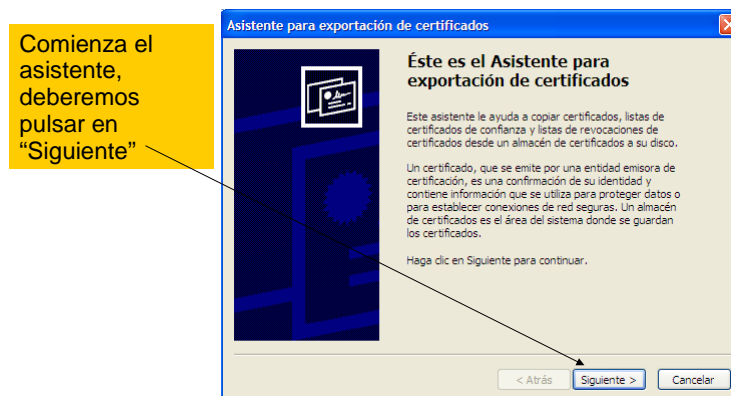 Comienza el
asistente,
deberemos
pulsar en
“Siguiente”
Asistente para exportación de certificados
Éste es el Asistente para
exportación de certificados
Este asistente le ayuda a copiar certificados, listas de
certificados de confianza y listas de revocaciones de
certificados desde un almacén de certificados a su disco.
Un certificado, que se emite por una entidad emisora de
certificación, es una confirmación de su identidad y
contiene información que se utiliza para proteger datos o
para establecer conexiones de red seguras. Un almacén
de certificados es el área del sistema donde se guardan
los certificados.
Haga clic en Siguiente para continuar.
< Atrás Siguiente > Cancelar